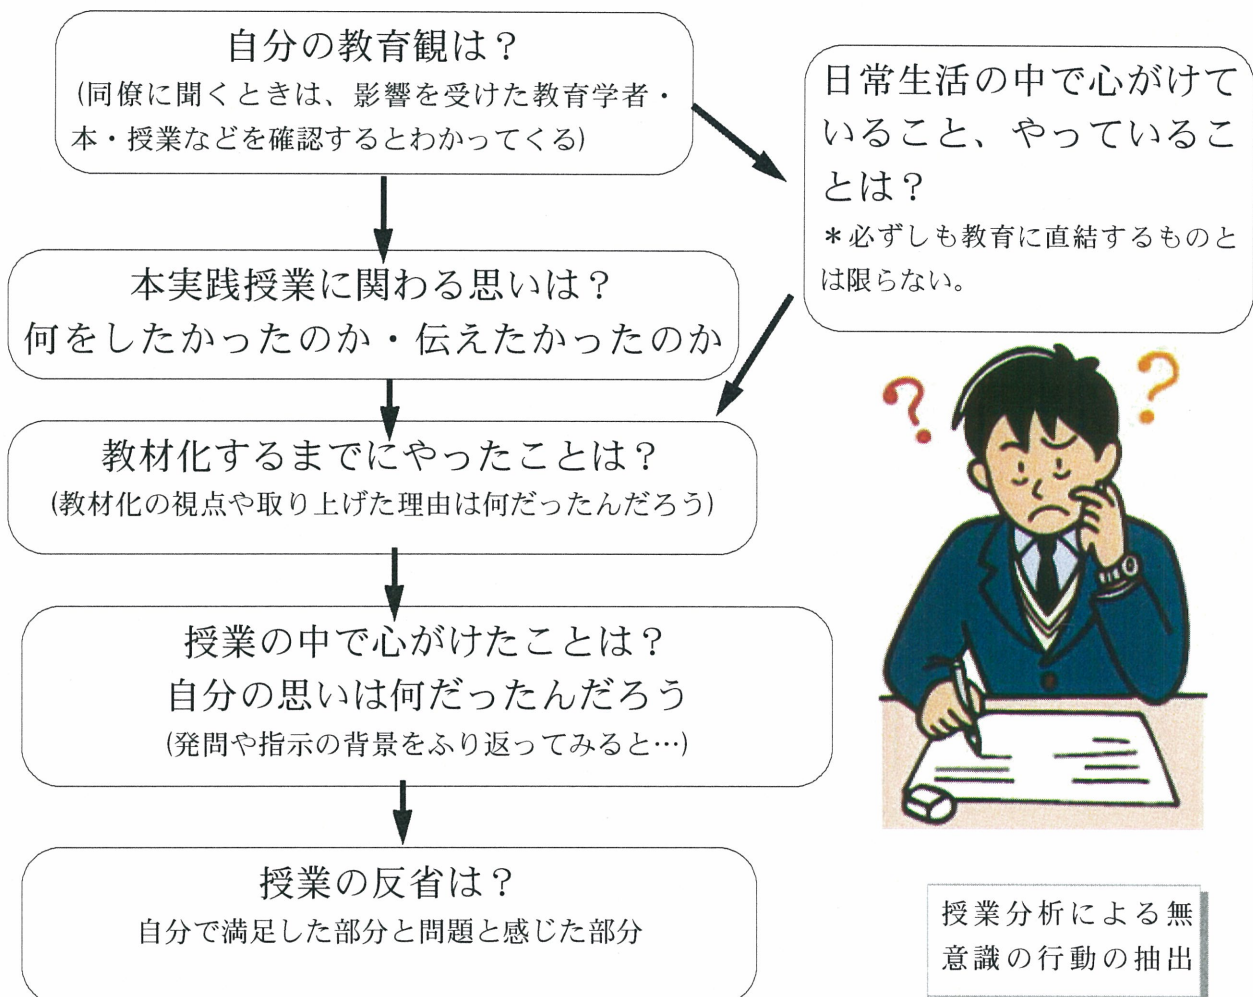 自分の教育観は？
(同僚に聞くときは、影響を受けた教育学者・
本・授業などを確認するとわかってくる)
日常生活の中で心がけて
いること、やっているこ
とは？
＊必ずしも教育に直結するものと
は限らない。
本実践授業に関わる思いは？
何をしたかったのか・伝えたかったのか
教材化するまでにやったことは？
(教材化の視点や取り上げた理由は何だったんだろう)
授業の中で心がけたことは？
自分の思いは何だったんだろう
(発問や指示の背景をふり返ってみると…)
授業の反省は？
自分で満足した部分と問題と感じた部分
？
？
授業分析による無
意識の行動の抽出